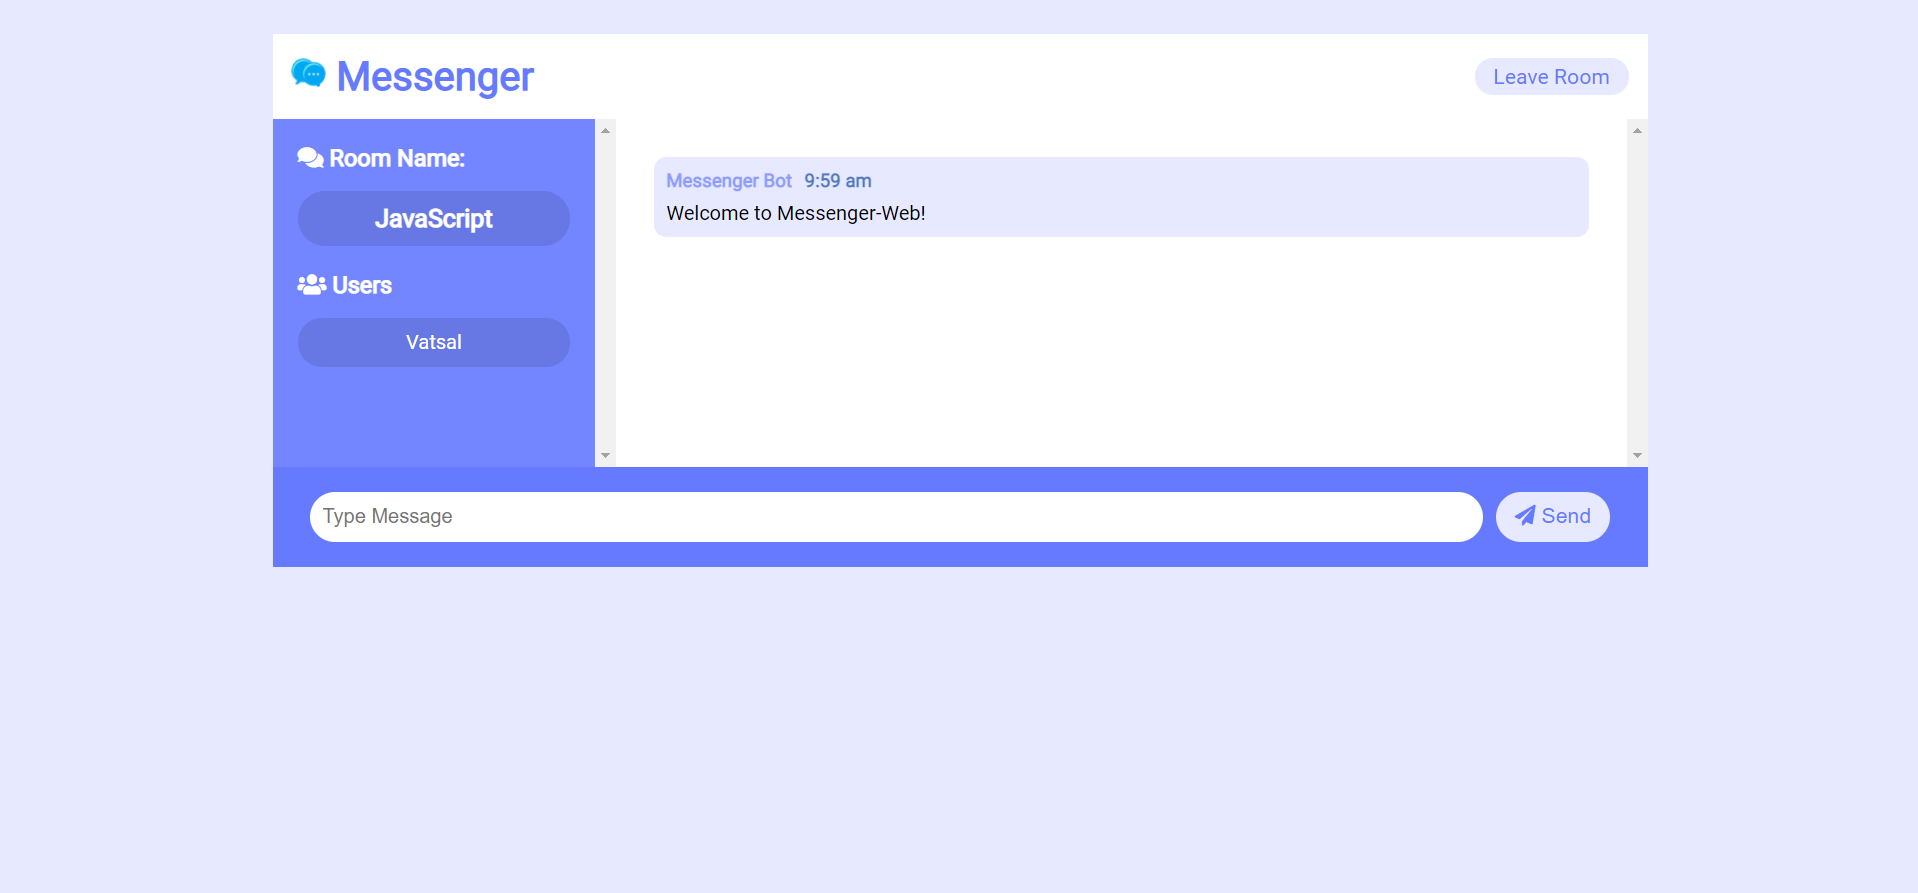 Messenger
Leave Room
Room Name:
JavaScript
Users
Vatsal
Messenger Bot 9:59 am
Welcome to Messenger-Web!
Type Message
Send